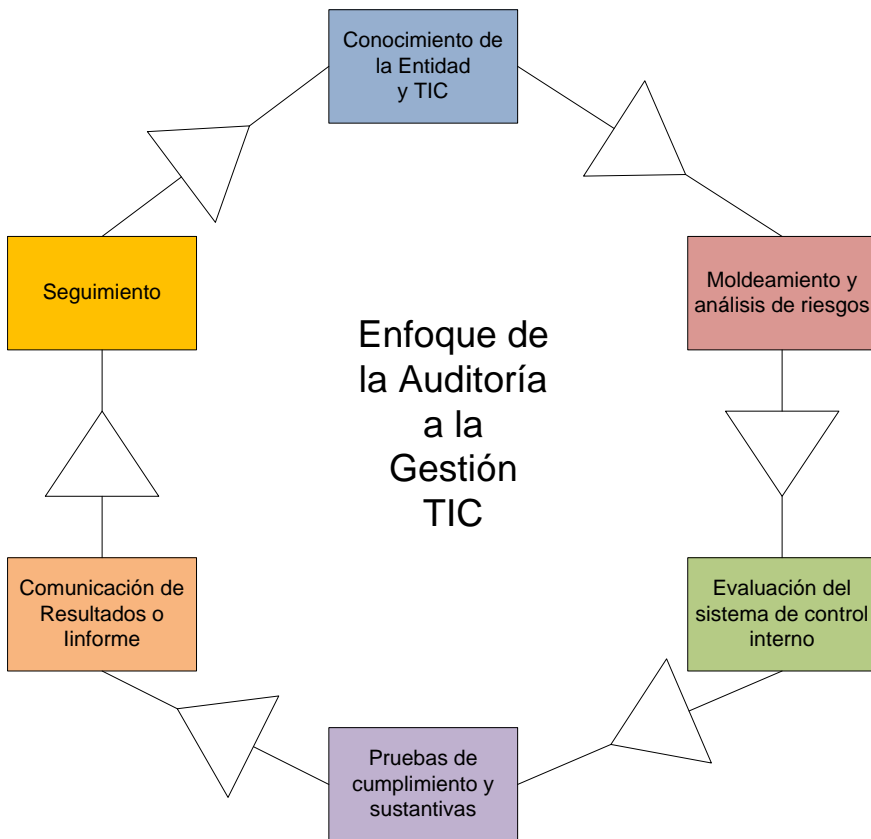 Conocimiento de
la Entidad
y TIC
Moldeamiento y
análisis de riesgos
Evaluación del
sistema de control
interno
Pruebas de
cumplimiento y
sustantivas
Comunicación de
Resultados o
Iinforme
Seguimiento
Enfoque de
la Auditoría
a la
Gestión
TIC